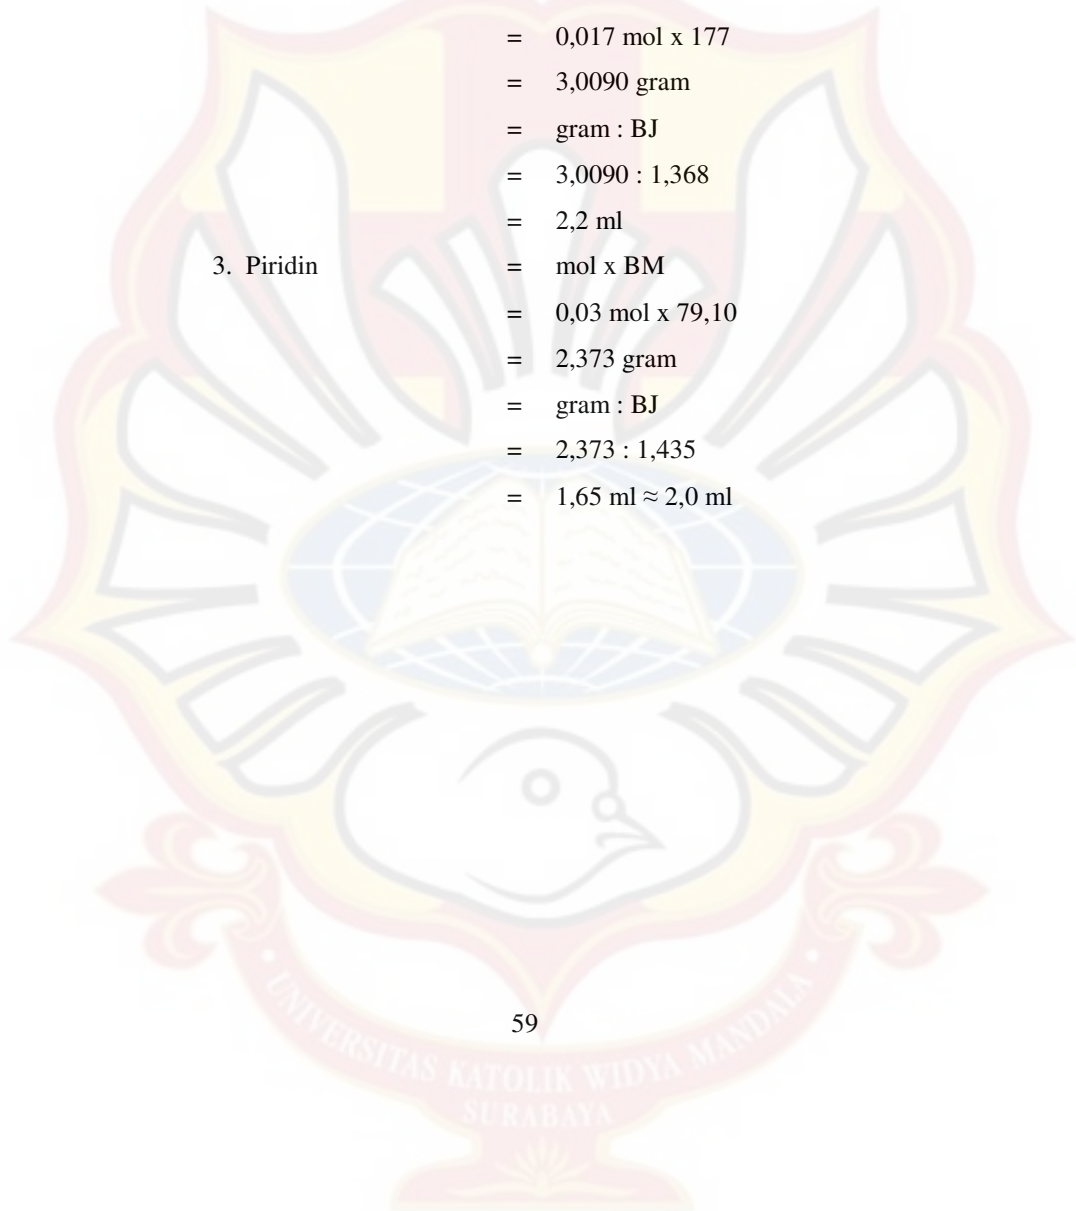 = 0,017 mol x 177
= 3,0090 gram
= gram : BJ
= 3,0090 : 1,368
= 2,2 ml
3. Piridin = mol x BM
= 0,03 mol x 79,10
= 2,373 gram
= gram : BJ
= 2,373 : 1,435
= 1,65 ml ≈ 2,0 ml
59
• UNIVERSITAS KATOLIK WIDYA MANDALA •
SURABAYA